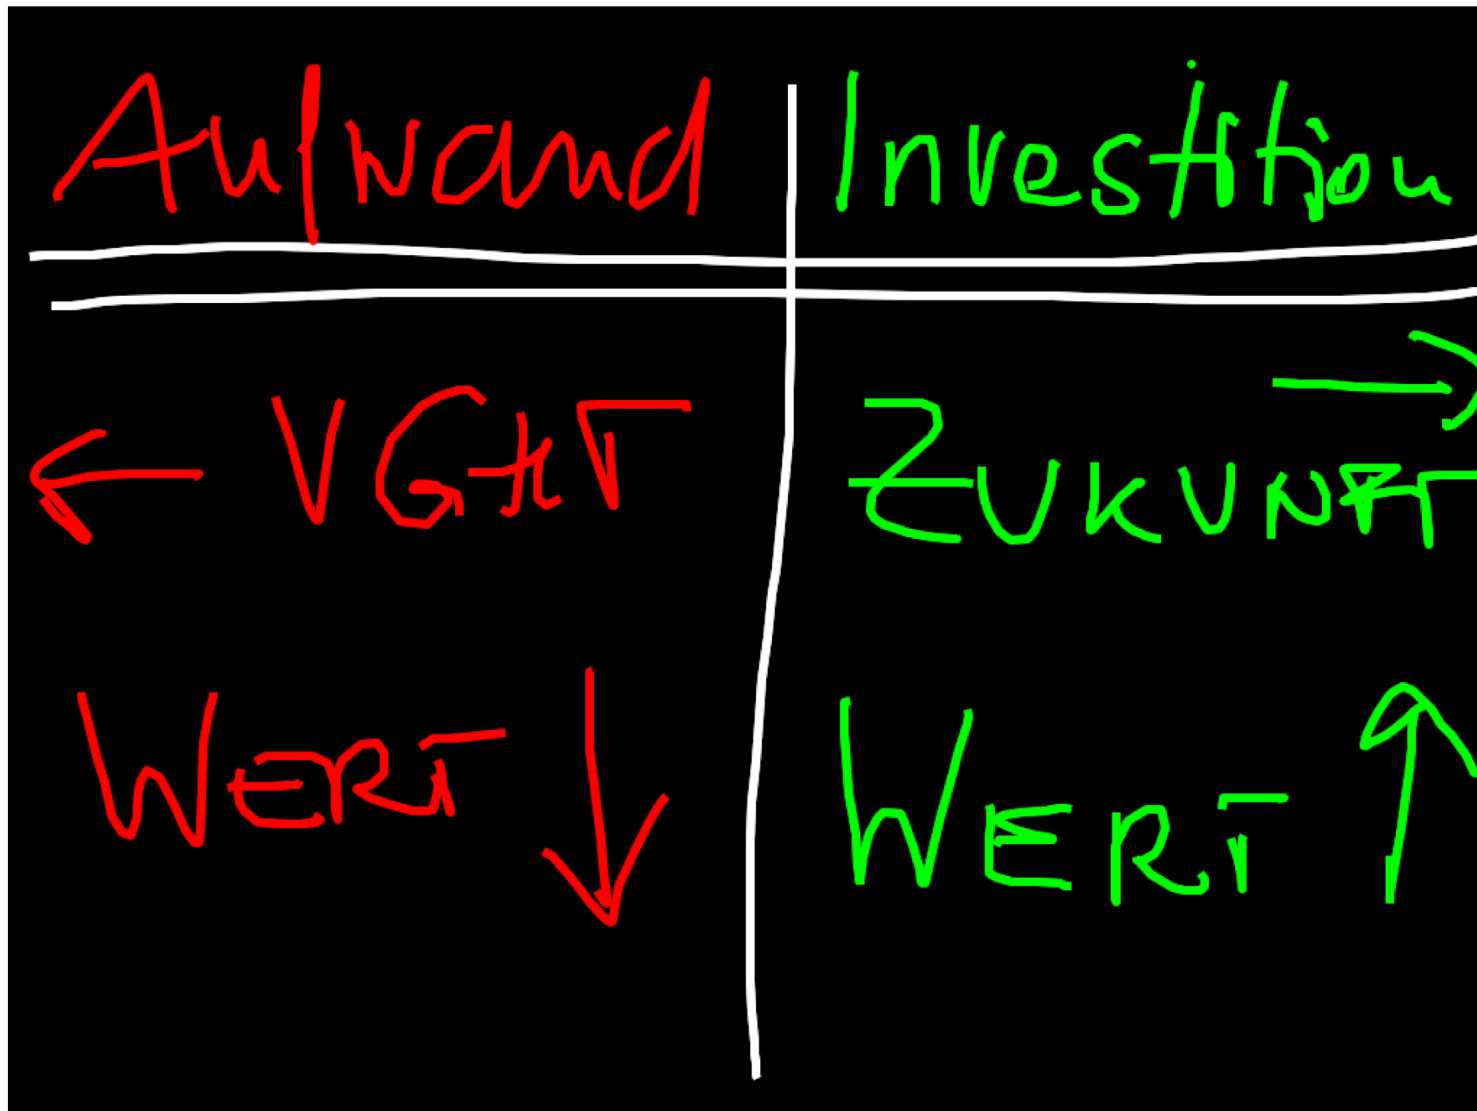 Aufwand Investition
← VGHT ZUKUNFT →
WERT ↓ WERT ↑